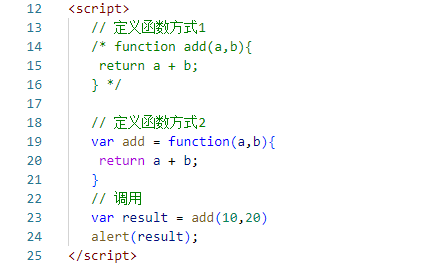 12 <script>
13 // 定义函数方式1
14 /* function add(a,b){
15 return a + b;
16 } */
17
18 // 定义函数方式2
19 var add = function(a,b){
20 return a + b;
21 }
22 // 调用
23 var result = add(10,20)
24 alert(result);
25 </script>